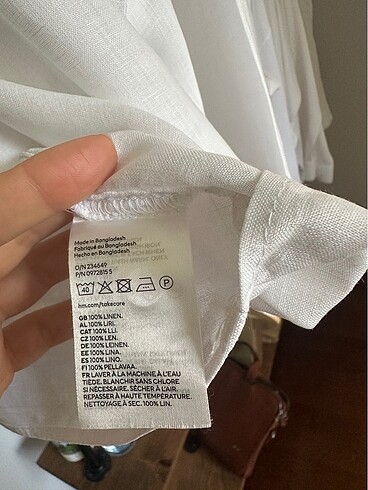 Made in Bangladesh
Fabriqué au Bangladesh
Hecho en Bangladesh
O/N 234649
P/N 09728155
40 P
hm.com/takecare
GB 100% LINEN.
AL 100% LIRI.
CAT 100% LLI.
CZ 100% LEN.
DE 100% LEINEN.
EE 100% LINA.
ES 100% LINO.
FI 100% PELLAVAA.
FR LAVER À LA MACHINE À L'EAU
TIÈDE. BLANCHIR SANS CHLORE
SI NÉCESSAIRE. SÉCHER À L'AIR.
REPASSER À HAUTE TEMPÉRATURE.
NETTOYAGE À SEC. 100% LIN.